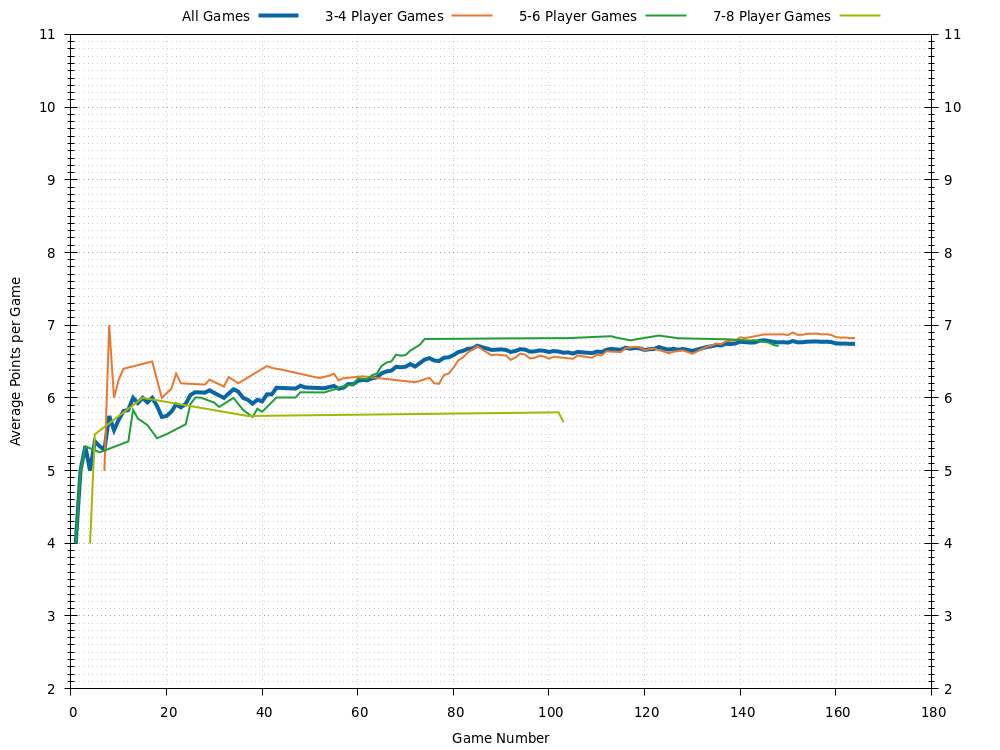 All Games 3-4 Player Games 5-6 Player Games 7-8 Player Games
11 11
10 10
9 9
8 8
7 7
6 6
5 5
4 4
3 3
2 2
Average Points per Game
0 20 40 60 80 100 120 140 160 180
Game Number